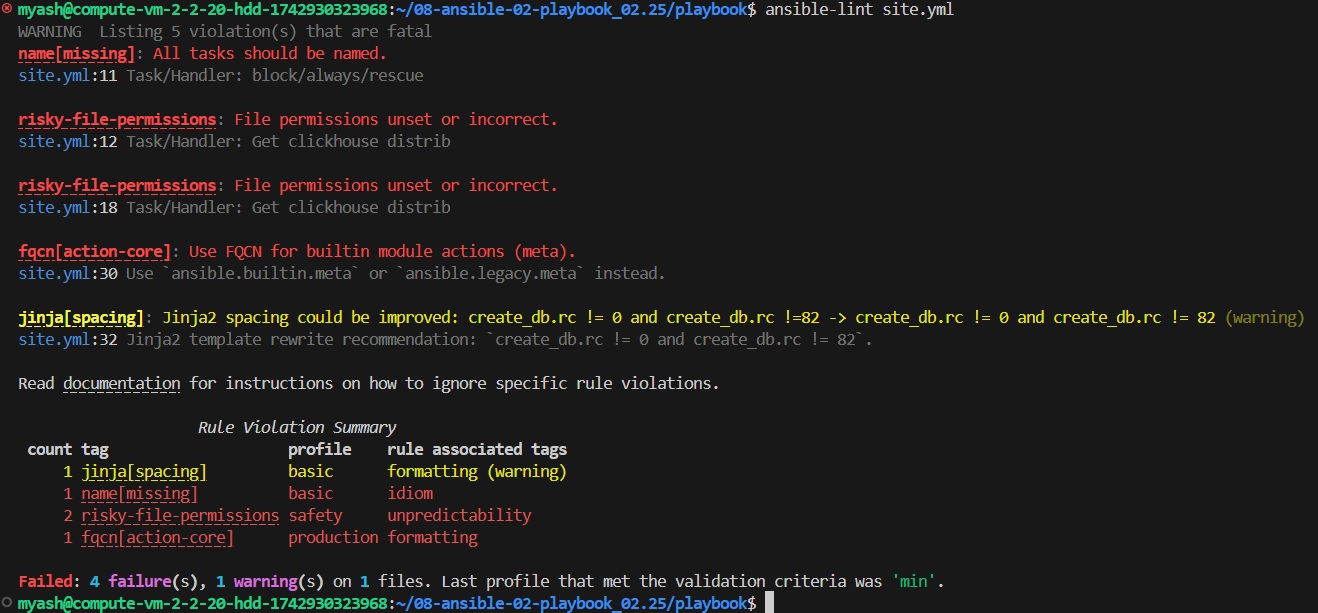 myash@compute-vm-2-2-20-hdd-1742930323968:~/08-ansible-02-playbook_02.25/playbook$ ansible-lint site.yml
WARNING  Listing 5 violation(s) that are fatal
name[missing]: All tasks should be named.
site.yml:11 Task/Handler: block/always/rescue
risky-file-permissions: File permissions unset or incorrect.
site.yml:12 Task/Handler: Get clickhouse distrib
risky-file-permissions: File permissions unset or incorrect.
site.yml:18 Task/Handler: Get clickhouse distrib
fqcn[action-core]: Use FQCN for builtin module actions (meta).
site.yml:30 Use `ansible.builtin.meta` or `ansible.legacy.meta` instead.
jinja[spacing]: Jinja2 spacing could be improved: create_db.rc != 0 and create_db.rc !=82 -> create_db.rc != 0 and create_db.rc != 82 (warning)
site.yml:32 Jinja2 template rewrite recommendation: `create_db.rc != 0 and create_db.rc != 82`.
Read documentation for instructions on how to ignore specific rule violations.
Rule Violation Summary
count tag profile rule associated tags
1 jinja[spacing] basic formatting (warning)
1 name[missing] basic idiom
2 risky-file-permissions safety unpredictability
1 fqcn[action-core] production formatting
Failed: 4 failure(s), 1 warning(s) on 1 files. Last profile that met the validation criteria was 'min'.
myash@compute-vm-2-2-20-hdd-1742930323968:~/08-ansible-02-playbook_02.25/playbook$